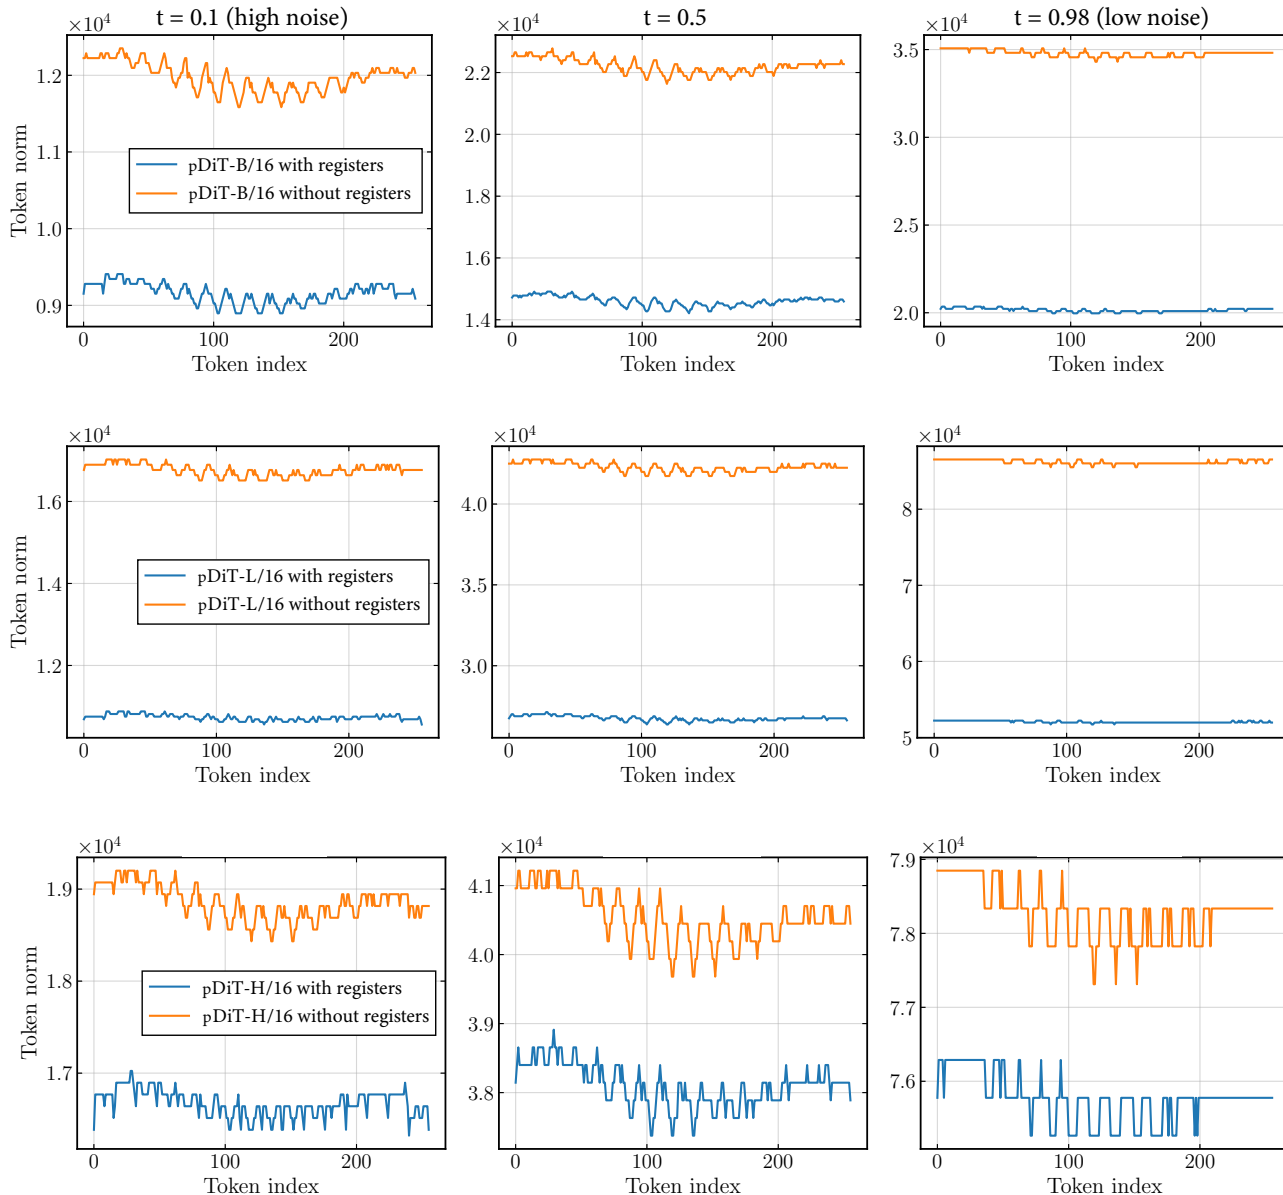 t = 0.1 (high noise)
t = 0.5
t = 0.98 (low noise)
×10⁴
1.2
1.1
1.0
0.9
Token norm
pDiT-B/16 with registers
pDiT-B/16 without registers
0 100 200
Token index
×10⁴
2.2
2.0
1.8
1.6
1.4
0 100 200
Token index
×10⁴
3.5
3.0
2.5
2.0
0 100 200
Token index
×10⁴
1.6
1.4
1.2
Token norm
pDiT-L/16 with registers
pDiT-L/16 without registers
0 100 200
Token index
×10⁴
4.0
3.0
0 100 200
Token index
×10⁴
8
7
6
5
0 100 200
Token index
×10⁴
1.9
1.8
1.7
Token norm
pDiT-H/16 with registers
pDiT-H/16 without registers
0 100 200
Token index
×10⁴
4.1
4.0
3.9
3.8
0 100 200
Token index
×10⁴
7.9
7.8
7.7
7.6
0 100 200
Token index